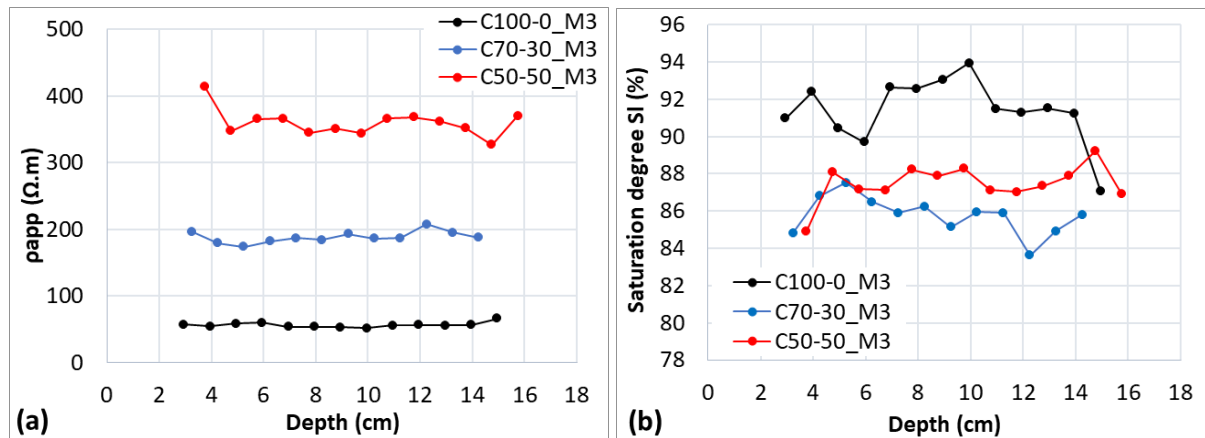 C100-0_M3
C70-30_M3
C50-50_M3
500
400
300
200
100
0
ρapp (Ω.m)
0 2 4 6 8 10 12 14 16 18
Depth (cm)
(a)
96
94
92
90
88
86
84
82
80
78
Saturation degree Sl (%)
C100-0_M3
C70-30_M3
C50-50_M3
0 2 4 6 8 10 12 14 16 18
Depth (cm)
(b)